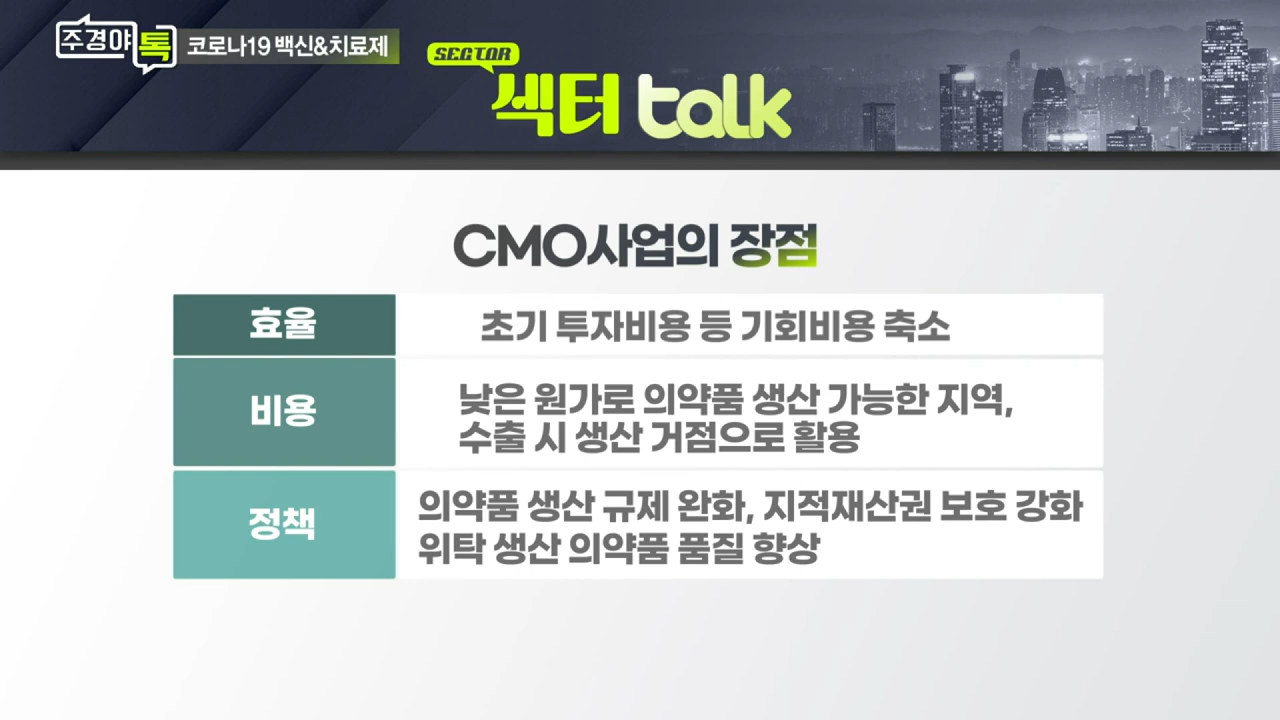 주경야톡 코로나19 백신&치료제
SECTOR
섹터 talk
CMO사업의 장점
효율
초기 투자비용 등 기회비용 축소
비용
낮은 원가로 의약품 생산 가능한 지역,
수출 시 생산 거점으로 활용
정책
의약품 생산 규제 완화, 지적재산권 보호 강화
위탁 생산 의약품 품질 향상